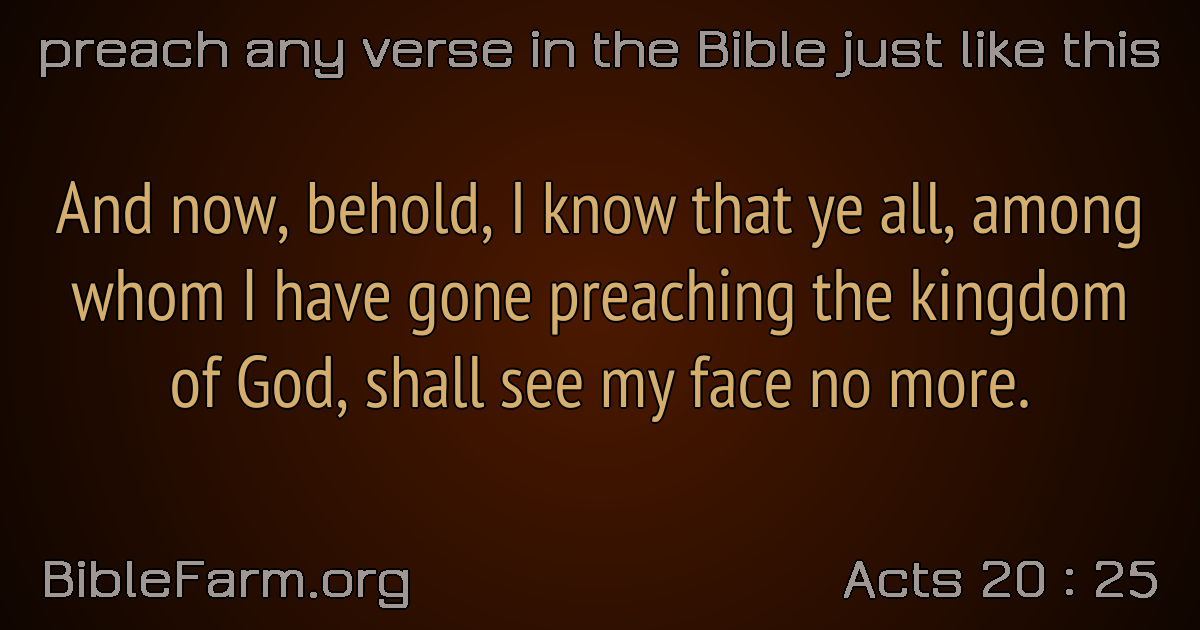 preach any verse in the Bible just like this
And now, behold, I know that ye all, among
whom I have gone preaching the kingdom
of God, shall see my face no more.
BibleFarm.org
Acts 20 : 25